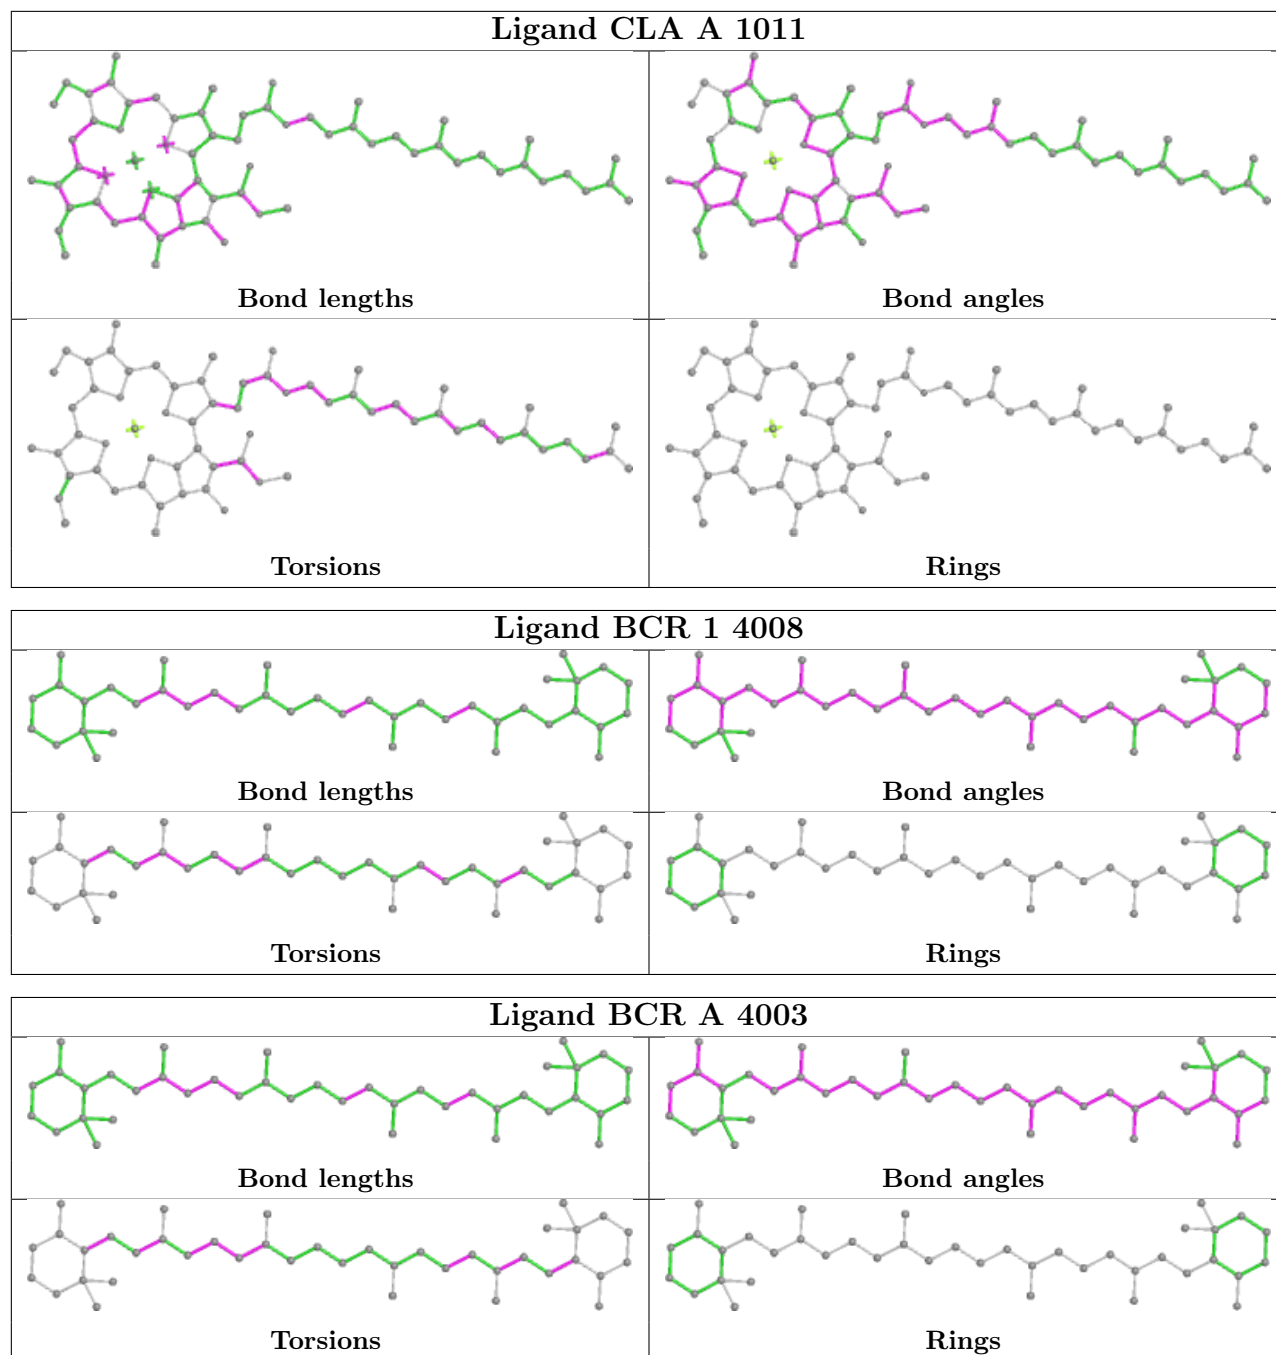 Ligand CLA A 1011
Bond lengths
Bond angles
Torsions
Rings
Ligand BCR 1 4008
Bond lengths
Bond angles
Torsions
Rings
Ligand BCR A 4003
Bond lengths
Bond angles
Torsions
Rings